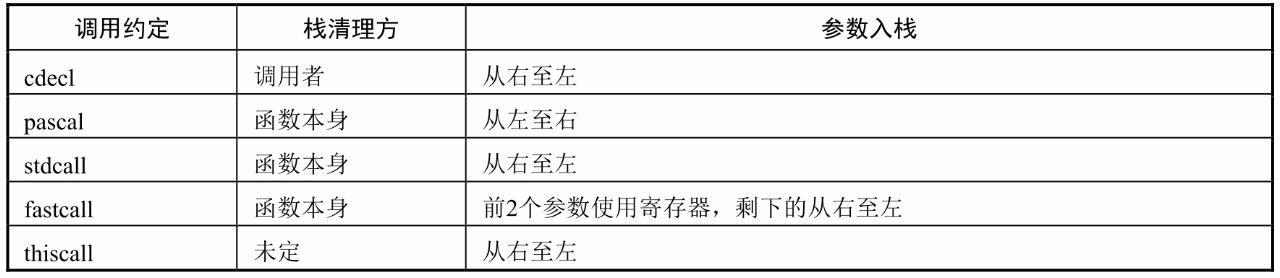 调用约定 栈清理方 参数入栈
cdecl 调用者 从右至左
pascal 函数本身 从左至右
stdcall 函数本身 从右至左
fastcall 函数本身 前2个参数使用寄存器，剩下的从右至左
thiscall 未定 从右至左